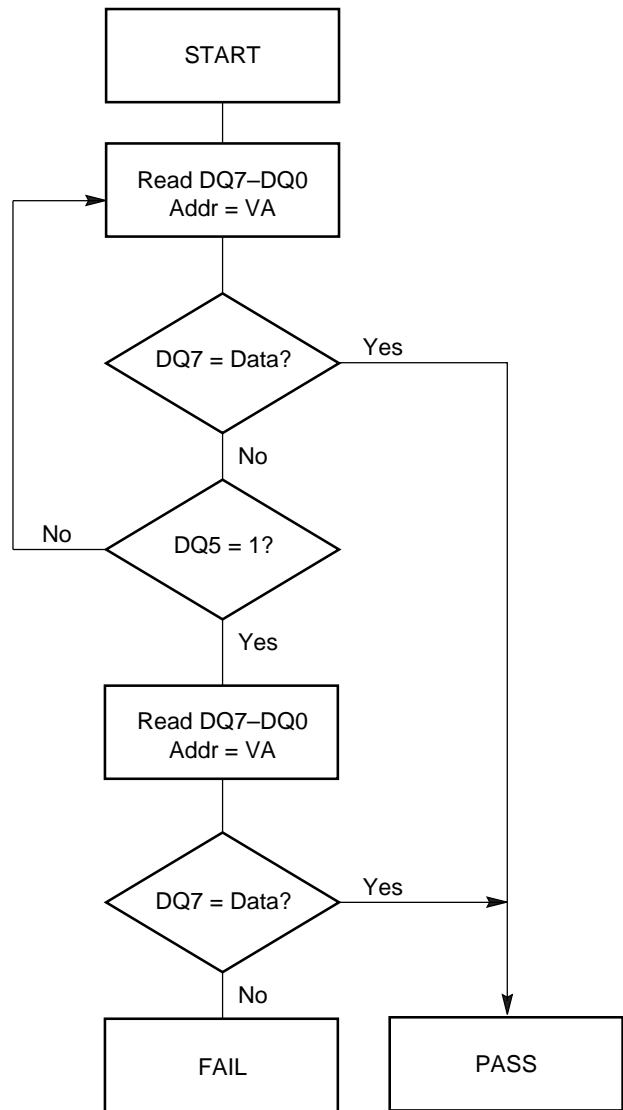 START
Read DQ7–DQ0
Addr = VA
DQ7 = Data?
Yes
No
No
DQ5 = 1?
Yes
Read DQ7–DQ0
Addr = VA
DQ7 = Data?
Yes
No
FAIL
PASS